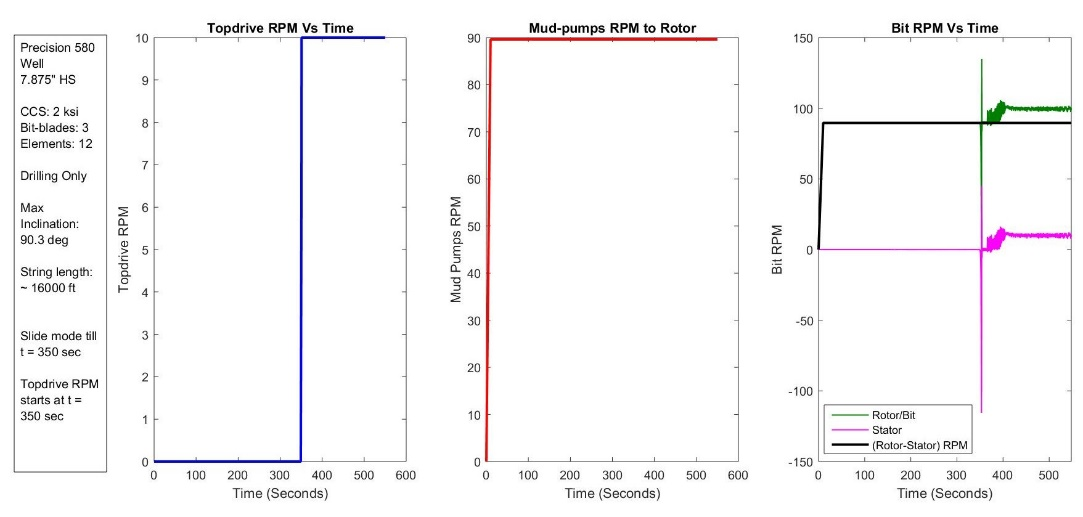 Precision 580
Well
7.875" HS
CCS: 2 ksi
Bit-blades: 3
Elements: 12
Drilling Only
Max
Inclination:
90.3 deg
String length:
~ 16000 ft
Slide mode till
t = 350 sec
Topdrive RPM
starts at t =
350 sec
Topdrive RPM Vs Time
10
9
8
7
6
5
4
3
2
1
0
Topdrive RPM
0 100 200 300 400 500 600
Time (Seconds)
Mud-pumps RPM to Rotor
90
80
70
60
50
40
30
20
10
0
Mud Pumps RPM
0 100 200 300 400 500 600
Time (Seconds)
Bit RPM Vs Time
150
100
50
0
-50
-100
-150
Bit RPM
Rotor/Bit
Stator
(Rotor-Stator) RPM
0 100 200 300 400 500
Time (Seconds)